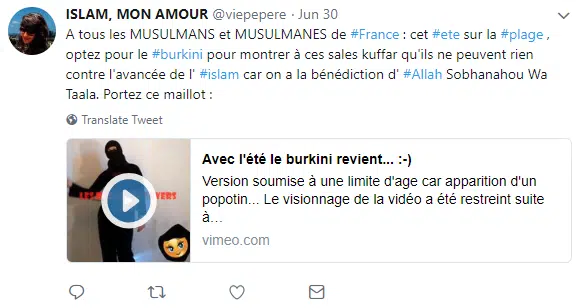 ISLAM, MON AMOUR @viepepere · Jun 30
A tous les MUSULMANS et MUSULMANES de #France : cet #ete sur la #plage ,
optez pour le #burkini pour montrer à ces sales kuffar qu'ils ne peuvent rien
contre l'avancée de l' #islam car on a la bénédiction d' #Allah Sobhanahou Wa
Taala. Portez ce maillot :
Translate Tweet
Avec l'été le burkini revient... :-)
Version soumise à une limite d'age car apparition d'un
popotin... Le visionnage de la vidéo a été restreint suite
à...
vimeo.com